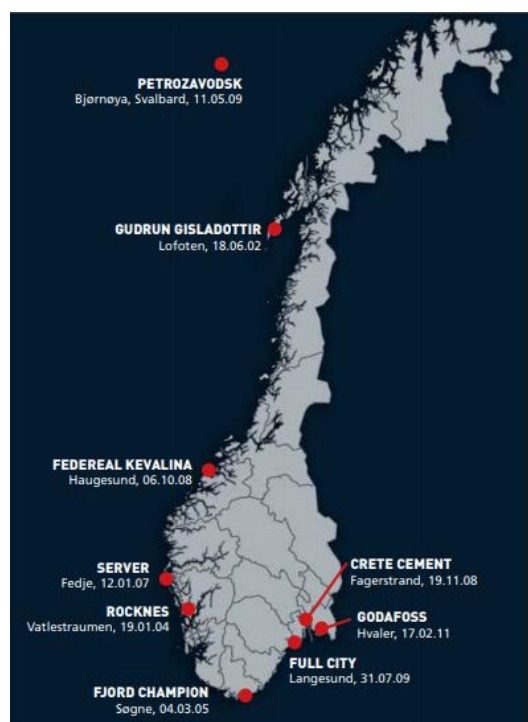 PETROZAVODSK
Bjørnøya, Svalbard, 11.05.09
GUDRUN GISLADOTTIR
Lofoten, 18.06.02
FEDEREAL KEVALINA
Haugesund, 06.10.08
SERVER
Fedje, 12.01.07
CRETE CEMENT
Fagerstrand, 19.11.08
ROCKNES
Vatlestraumen, 19.01.04
GODAFOSS
Hvaler, 17.02.11
FULL CITY
Langesund, 31.07.09
FJORD CHAMPION
Søgne, 04.03.05